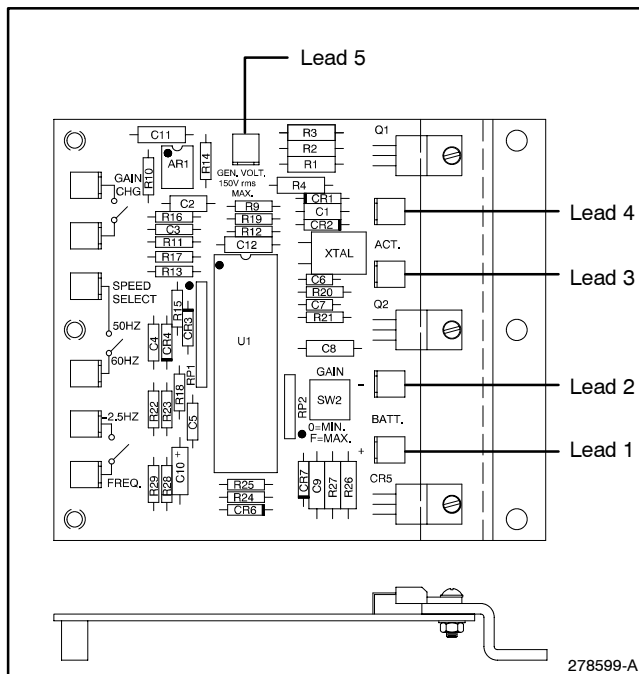 Lead 5
C11
AR1
R10
R14
GEN. VOLT.
150V rms
MAX.
R3
R2
R1
R4
Q1
GAIN
CHG
C2
R9
R16
R19
C3
R12
R11
C12
R17
R13
CR1
C1
CR2
XTAL
Lead 4
ACT.
Lead 3
SPEED
SELECT
R15
CR3
C6
R20
C7
R21
Q2
50HZ
60HZ
C4
CR4
RP1
U1
C8
GAIN
SW2
RP2
0=MIN.
F=MAX.
-
Lead 2
BATT.
+
Lead 1
-2.5HZ
FREQ.
R22
R23
R18
C5
R29
R28
C10 +
R25
R24
CR6
CR7
C9
R27
R26
CR5
278599-A